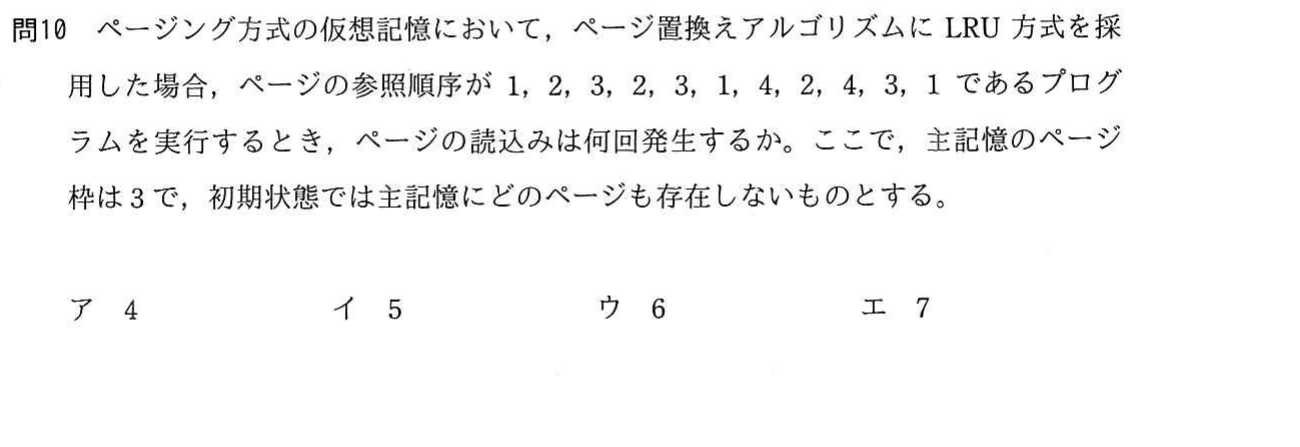 問10 ページング方式の仮想記憶において，ページ置換えアルゴリズムに LRU 方式を採
用した場合，ページの参照順序が 1，2，3，2，3，1，4，2，4，3，1 であるプログ
ラムを実行するとき，ページの読込みは何回発生するか。ここで，主記憶のページ
枠は3で，初期状態では主記憶にどのページも存在しないものとする。
ア 4 イ 5 ウ 6 エ 7